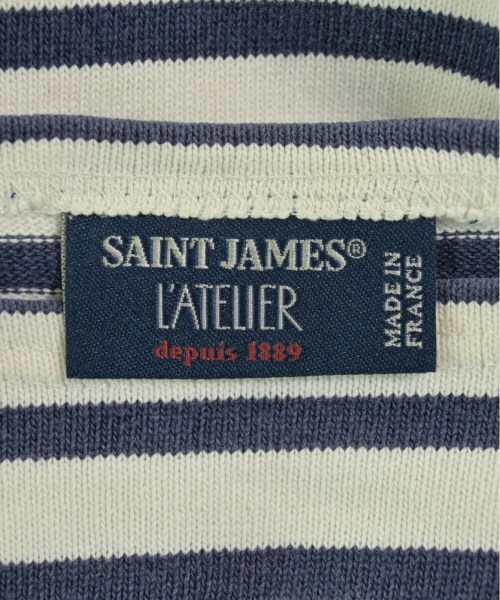 SAINT JAMES®
L'ATELIER
depuis 1889
MADE IN
FRANCE